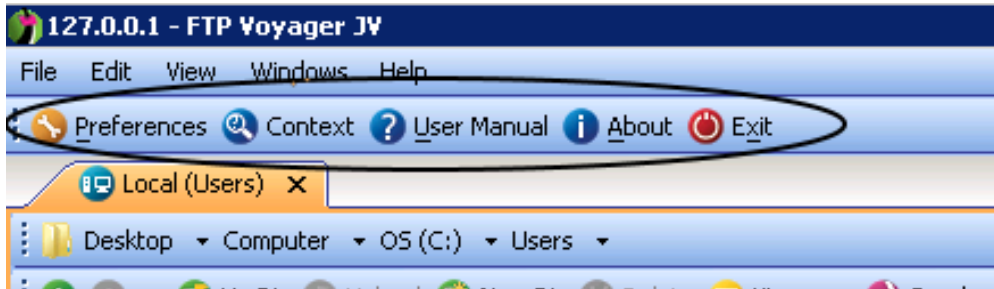 127.0.0.1 - FTP Voyager JV
File Edit View Windows Help
Preferences Context User Manual About Exit
Local (Users) X
Desktop Computer OS (C:) Users